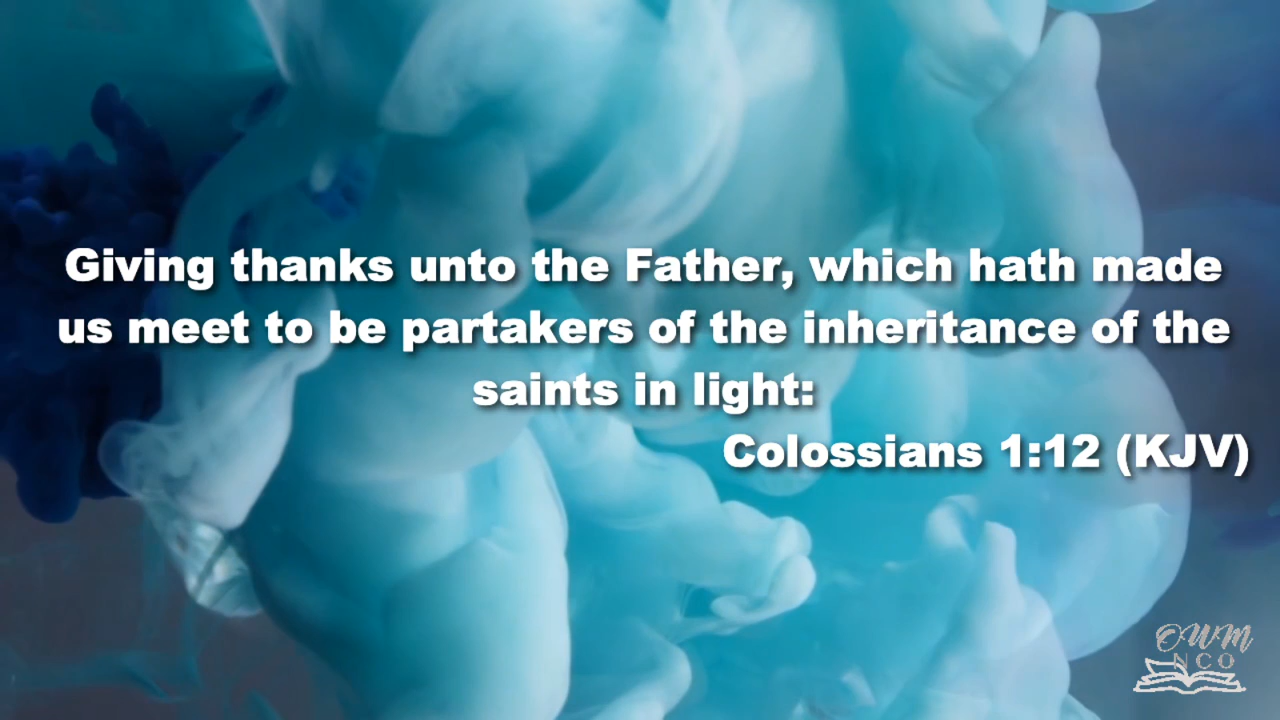 Giving thanks unto the Father, which hath made
us meet to be partakers of the inheritance of the
saints in light:
Colossians 1:12 (KJV)
OWM
NCO